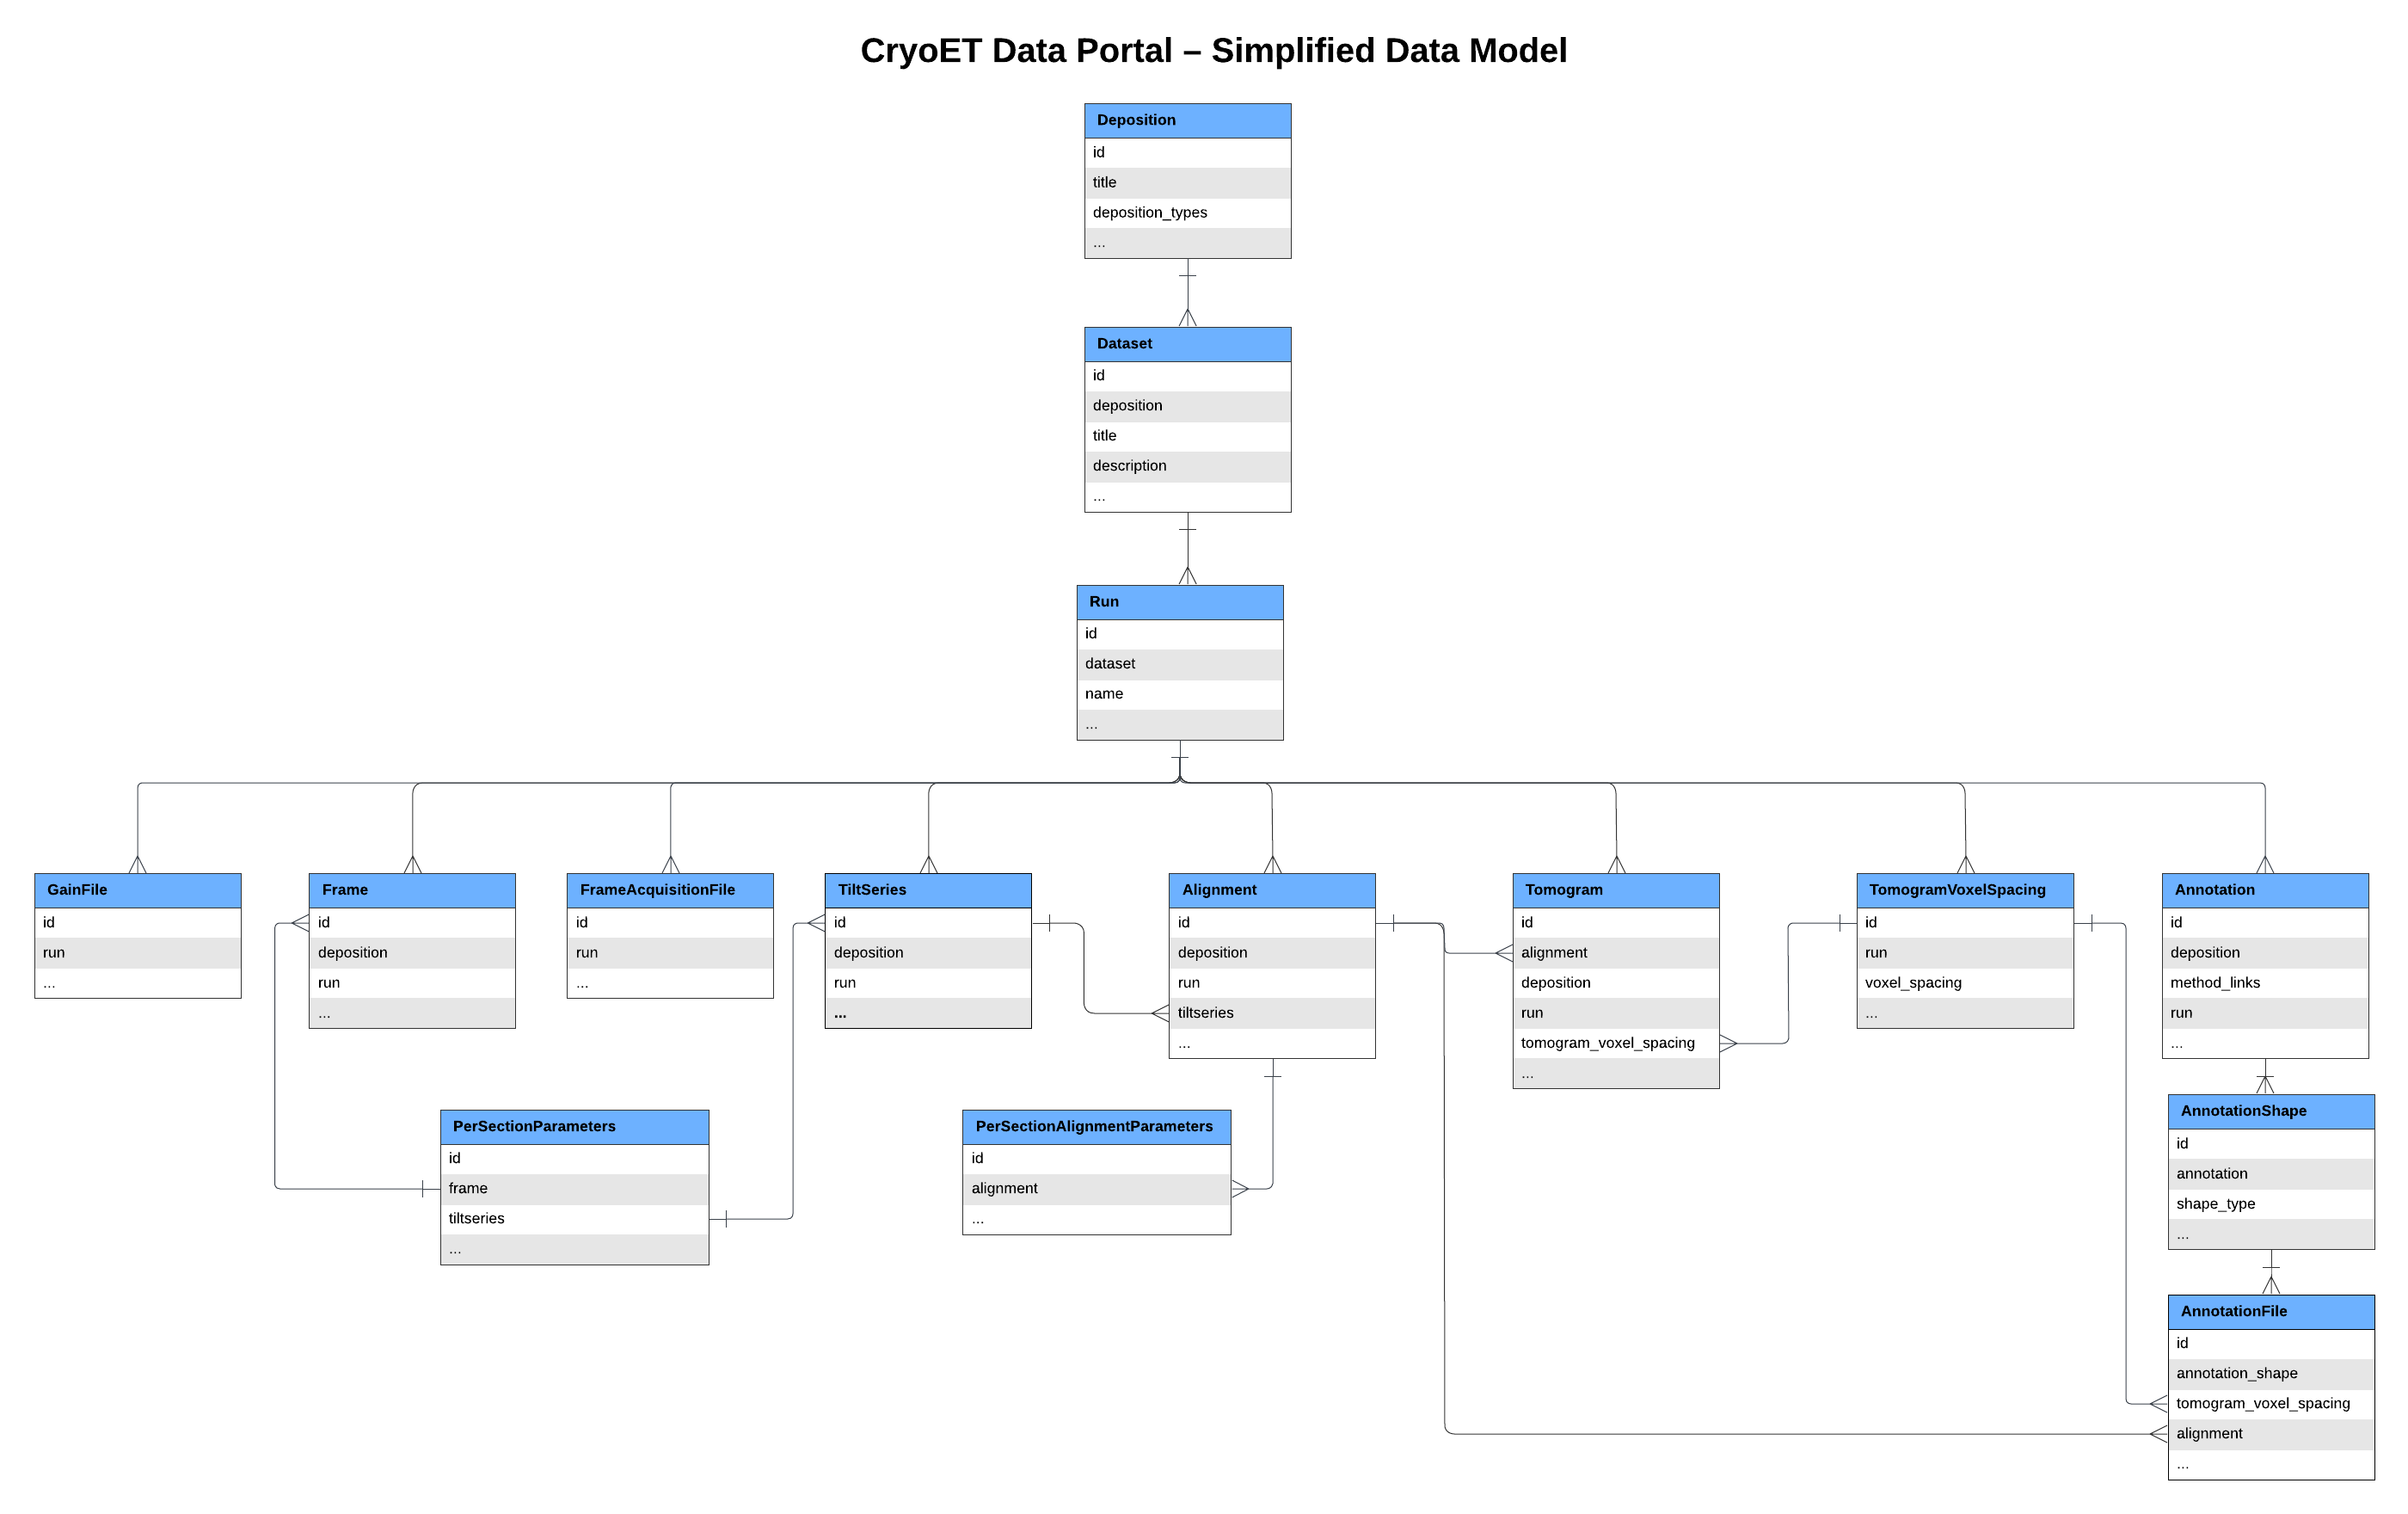 CryoET Data Portal – Simplified Data Model
Deposition
id
title
deposition_types
...
Dataset
id
deposition
title
description
...
Run
id
dataset
name
...
GainFile
id
run
...
Frame
id
deposition
run
...
FrameAcquisitionFile
id
run
...
TiltSeries
id
deposition
run
...
Alignment
id
deposition
run
tiltseries
...
Tomogram
id
alignment
deposition
run
tomogram_voxel_spacing
...
TomogramVoxelSpacing
id
run
voxel_spacing
...
Annotation
id
deposition
method_links
run
...
PerSectionParameters
id
frame
tiltseries
...
PerSectionAlignmentParameters
id
alignment
...
AnnotationShape
id
annotation
shape_type
...
AnnotationFile
id
annotation_shape
tomogram_voxel_spacing
alignment
...